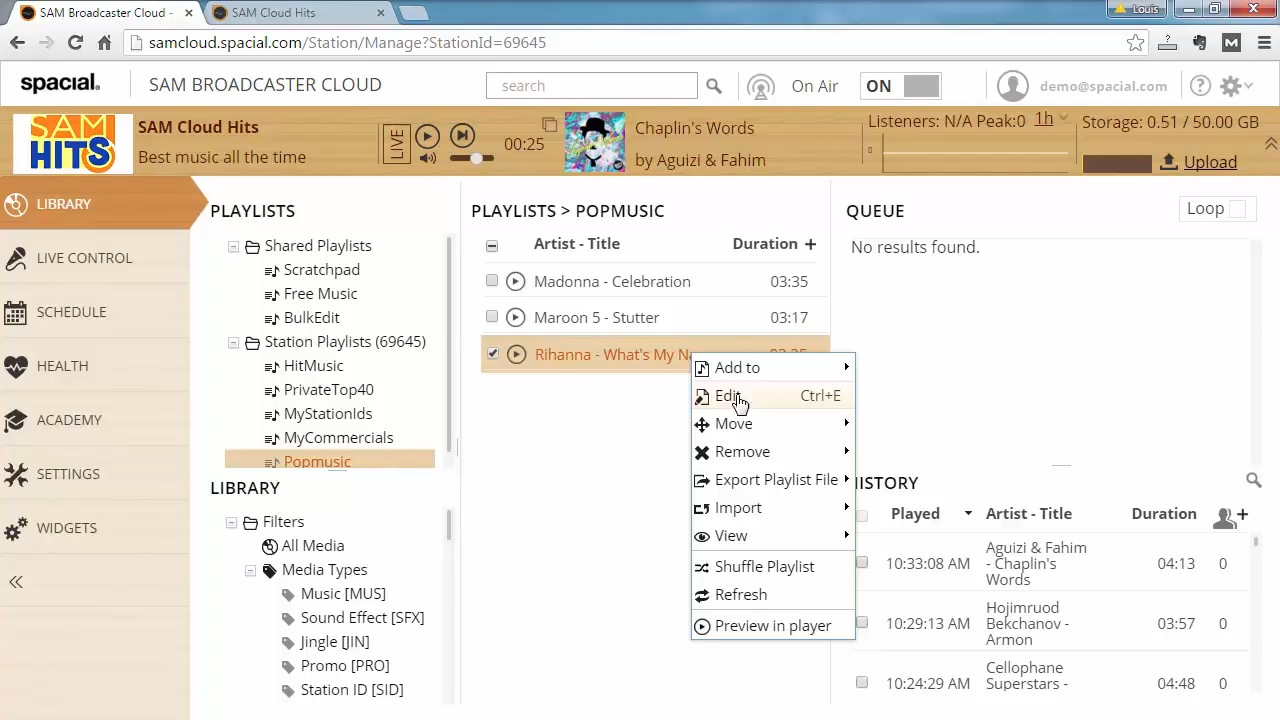 SAM Broadcaster Cloud -
SAM Cloud Hits
Louis
samcloud.spacial.com/Station/Manage?StationId=69645
spacial.
SAM BROADCASTER CLOUD
search
On Air
ON
demo@spacial.com
SAM HITS
SAM Cloud Hits
Best music all the time
LIVE
00:25
Chaplin's Words
by Aguizi & Fahim
Listeners: N/A Peak:0 1h
Storage: 0.51 / 50.00 GB
Upload
LIBRARY
LIVE CONTROL
SCHEDULE
HEALTH
ACADEMY
SETTINGS
WIDGETS
PLAYLISTS
Shared Playlists
Scratchpad
Free Music
BulkEdit
Station Playlists (69645)
HitMusic
PrivateTop40
MyStationIds
MyCommercials
Popmusic
LIBRARY
Filters
All Media
Media Types
Music [MUS]
Sound Effect [SFX]
Jingle [JIN]
Promo [PRO]
Station ID [SID]
PLAYLISTS > POPMUSIC
Artist - Title Duration +
Madonna - Celebration 03:35
Maroon 5 - Stutter 03:17
Rihanna - What's My
Add to
Edit Ctrl+E
Move
Remove
Export Playlist File
Import
View
Shuffle Playlist
Refresh
Preview in player
QUEUE
Loop
No results found.
HISTORY
Played Artist - Title Duration +
10:33:08 AM Aguizi & Fahim 04:13 0
- Chaplin's
Words
10:29:13 AM Hojimruod 03:57 0
Bekchanov -
Armon
10:24:29 AM Cellophane 04:48 0
Superstars -